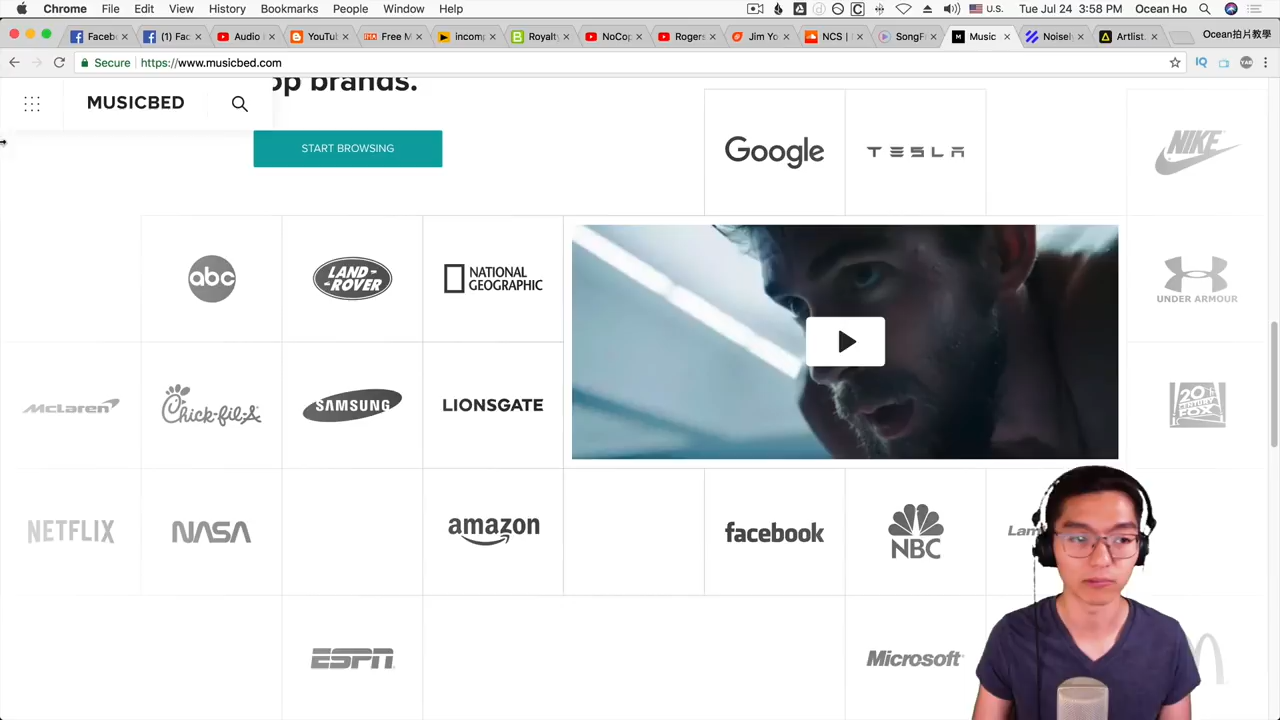 Chrome File Edit View History Bookmarks People Window Help U.S. Tue Jul 24 3:58 PM Ocean Ho
Faceb (1) Fac Audio YouTu Free M incom Royalty NoCop Rogers Jim Yo NCS | SongF Music Noisel Artlist. Ocean拍片教學
Secure https://www.musicbed.com
op brands.
MUSICBED
START BROWSING
Google TESLA NIKE
abc LAND-ROVER NATIONAL GEOGRAPHIC UNDER ARMOUR
McLaren Chick-fil-A SAMSUNG LIONSGATE 20TH CENTURY FOX
NETFLIX NASA amazon facebook NBC Lam
ESPN Microsoft